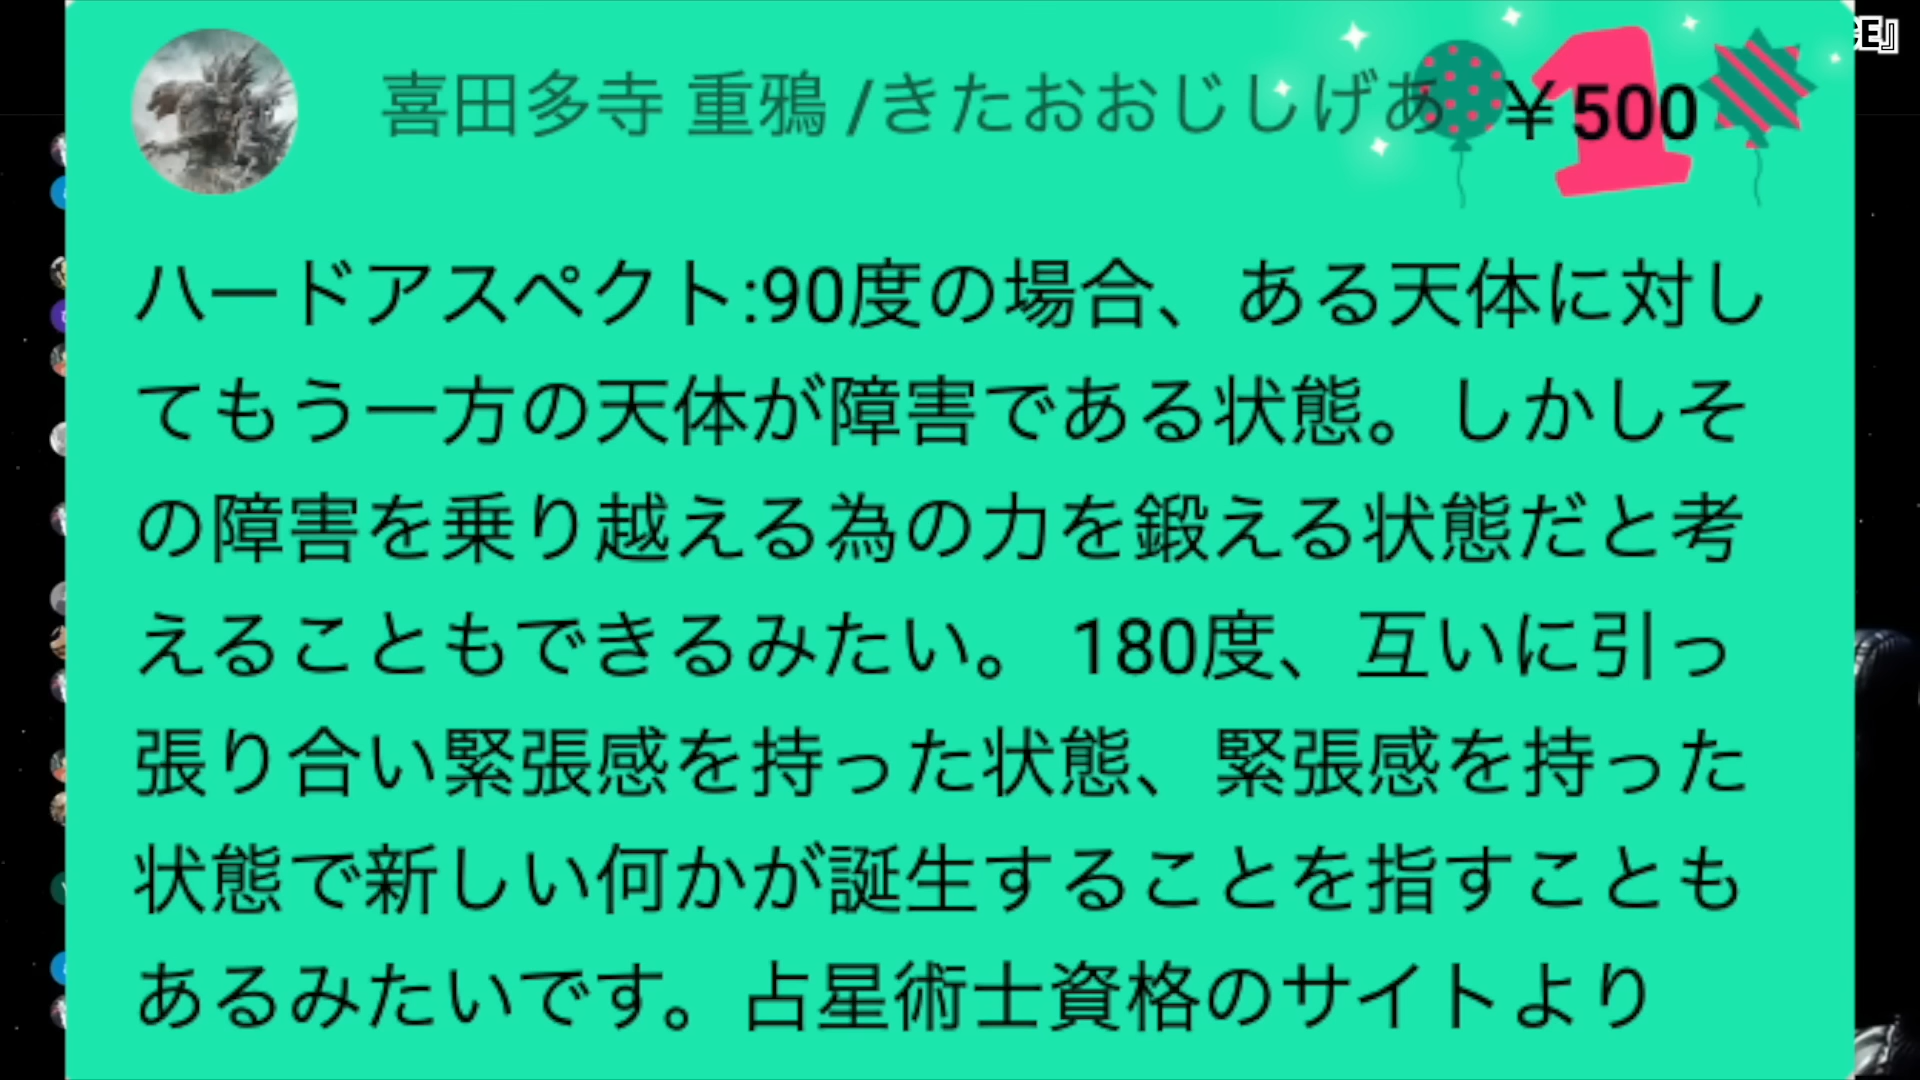 喜田多寺 重鴉 /きたおおじしげあ ￥500
E』
ハードアスペクト:90度の場合、ある天体に対し
てもう一方の天体が障害である状態。しかしそ
の障害を乗り越える為の力を鍛える状態だと考
えることもできるみたい。 180度、互いに引っ
張り合い緊張感を持った状態、緊張感を持った
状態で新しい何かが誕生することを指すことも
あるみたいです。占星術士資格のサイトより